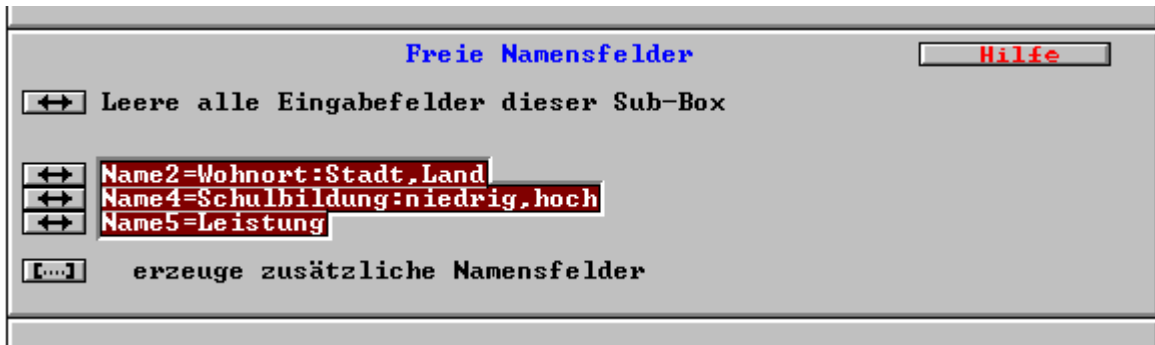 Freie Namensfelder Hilfe
Leere alle Eingabefelder dieser Sub-Box
Name2=Wohnort:Stadt,Land
Name4=Schulbildung:niedrig,hoch
Name5=Leistung
[....] erzeuge zusätzliche Namensfelder